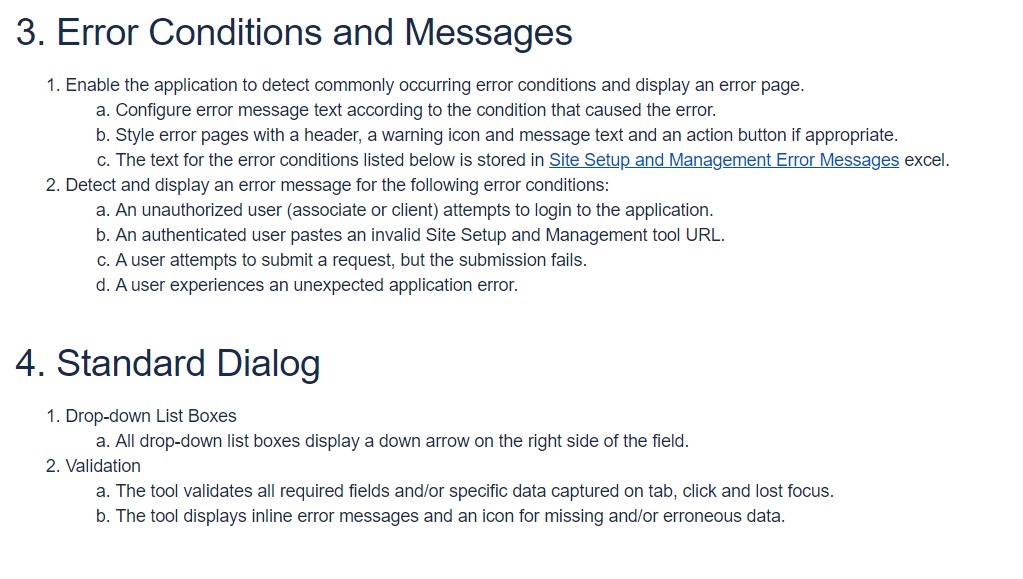 3. Error Conditions and Messages
1. Enable the application to detect commonly occurring error conditions and display an error page.
a. Configure error message text according to the condition that caused the error.
b. Style error pages with a header, a warning icon and message text and an action button if appropriate.
c. The text for the error conditions listed below is stored in Site Setup and Management Error Messages excel.
2. Detect and display an error message for the following error conditions:
a. An unauthorized user (associate or client) attempts to login to the application.
b. An authenticated user pastes an invalid Site Setup and Management tool URL.
c. A user attempts to submit a request, but the submission fails.
d. A user experiences an unexpected application error.
4. Standard Dialog
1. Drop-down List Boxes
a. All drop-down list boxes display a down arrow on the right side of the field.
2. Validation
a. The tool validates all required fields and/or specific data captured on tab, click and lost focus.
b. The tool displays inline error messages and an icon for missing and/or erroneous data.